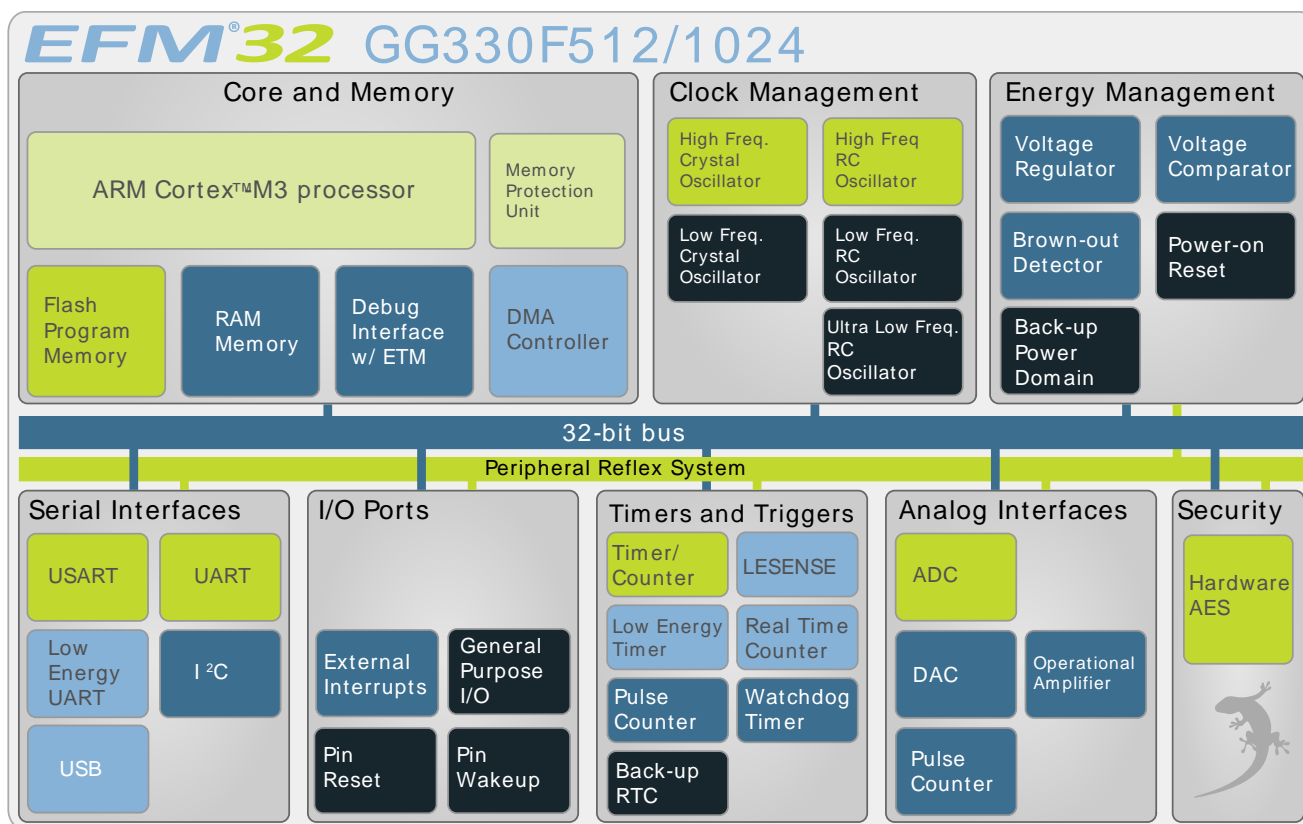 EFM®32 GG330F512/1024
Core and Memory
ARM Cortex™M3 processor
Memory
Protection
Unit
Flash
Program
Memory
RAM
Memory
Debug
Interface
w/ ETM
DMA
Controller
Clock Management
High Freq.
Crystal
Oscillator
High Freq
RC
Oscillator
Low Freq.
Crystal
Oscillator
Low Freq.
RC
Oscillator
Ultra Low Freq.
RC
Oscillator
Energy Management
Voltage
Regulator
Voltage
Comparator
Brown-out
Detector
Power-on
Reset
Back-up
Power
Domain
32-bit bus
Peripheral Reflex System
Serial Interfaces
USART
UART
Low
Energy
UART
I ²C
USB
I/O Ports
External
Interrupts
General
Purpose
I/O
Pin
Reset
Pin
Wakeup
Timers and Triggers
Timer/
Counter
LESENSE
Low Energy
Timer
Real Time
Counter
Pulse
Counter
Watchdog
Timer
Back-up
RTC
Analog Interfaces
ADC
DAC
Operational
Amplifier
Pulse
Counter
Security
Hardware
AES